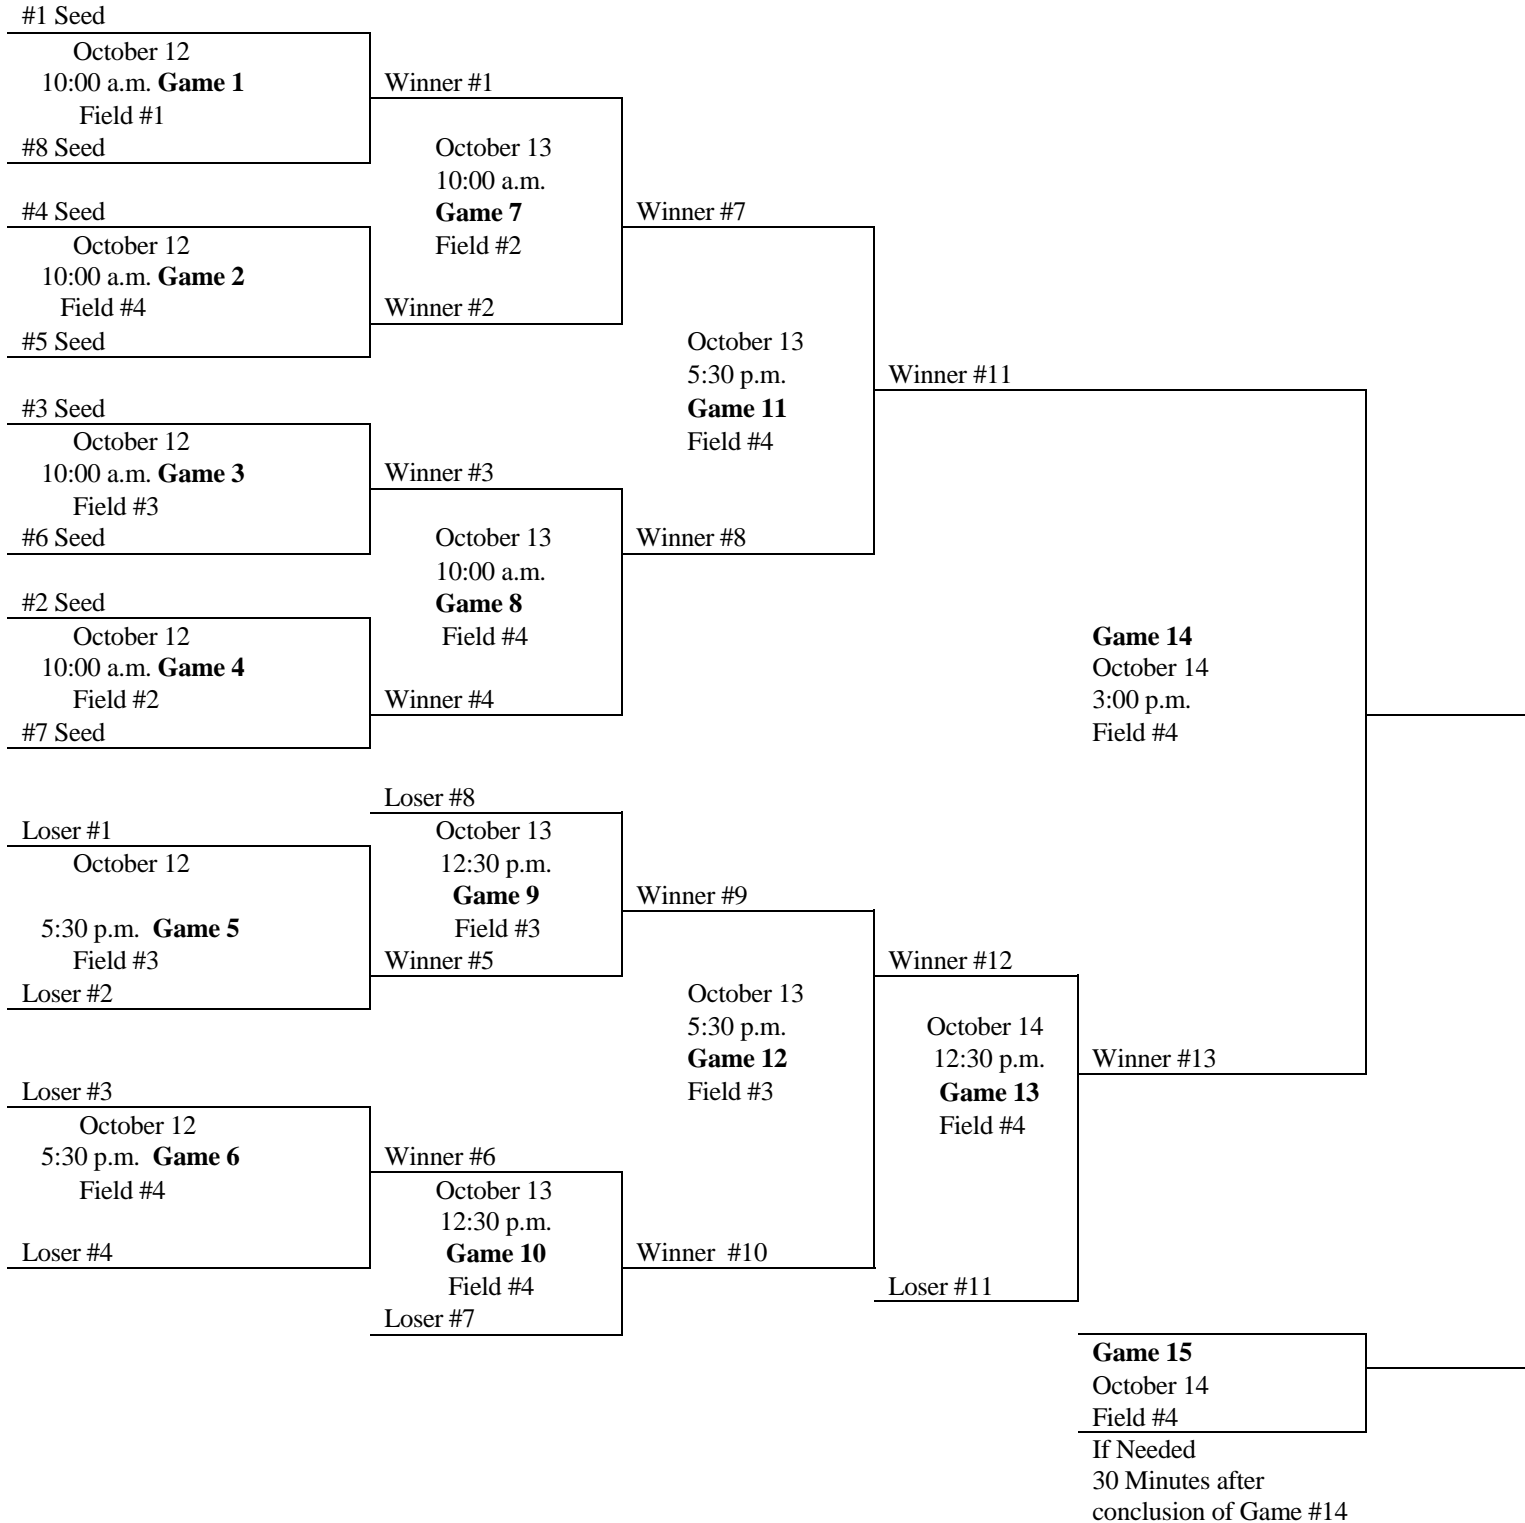 #1 Seed
October 12
10:00 a.m. Game 1
Field #1
#8 Seed
#4 Seed
October 12
10:00 a.m. Game 2
Field #4
#5 Seed
#3 Seed
October 12
10:00 a.m. Game 3
Field #3
#6 Seed
#2 Seed
October 12
10:00 a.m. Game 4
Field #2
#7 Seed
Loser #1
October 12
5:30 p.m. Game 5
Field #3
Loser #2
Loser #3
October 12
5:30 p.m. Game 6
Field #4
Loser #4
Winner #1
October 13
10:00 a.m.
Game 7
Field #2
Winner #2
Winner #3
October 13
10:00 a.m.
Game 8
Field #4
Winner #4
Loser #8
October 13
12:30 p.m.
Game 9
Field #3
Winner #5
Winner #6
October 13
12:30 p.m.
Game 10
Field #4
Loser #7
Winner #7
October 13
5:30 p.m.
Game 11
Field #4
Winner #8
Winner #9
October 13
5:30 p.m.
Game 12
Field #3
Winner #10
Winner #11
Winner #12
October 14
12:30 p.m.
Game 13
Field #4
Loser #11
Game 14
October 14
3:00 p.m.
Field #4
Winner #13
Game 15
October 14
Field #4
If Needed
30 Minutes after
conclusion of Game #14